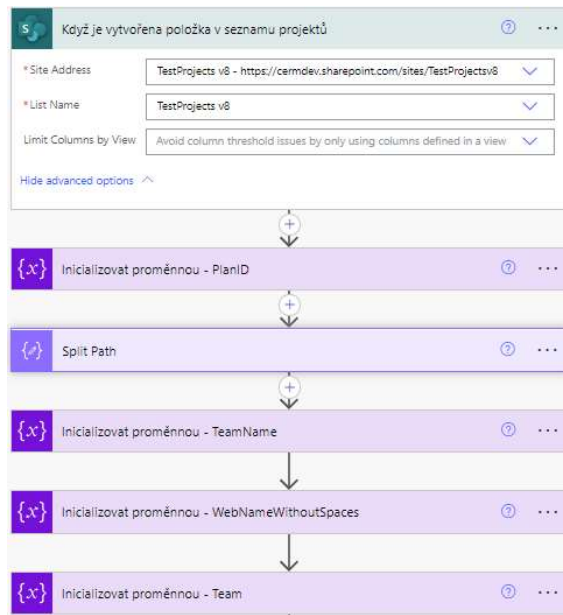 Když je vytvořena položka v seznamu projektů
*Site Address
TestProjects v8 - https://cermdev.sharepoint.com/sites/TestProjectsv8
*List Name
TestProjects v8
Limit Columns by View
Avoid column threshold issues by only using columns defined in a view
Hide advanced options
{x} Inicializovat proměnnou - PlanID
Split Path
{x} Inicializovat proměnnou - TeamName
{x} Inicializovat proměnnou - WebNameWithoutSpaces
{x} Inicializovat proměnnou - Team